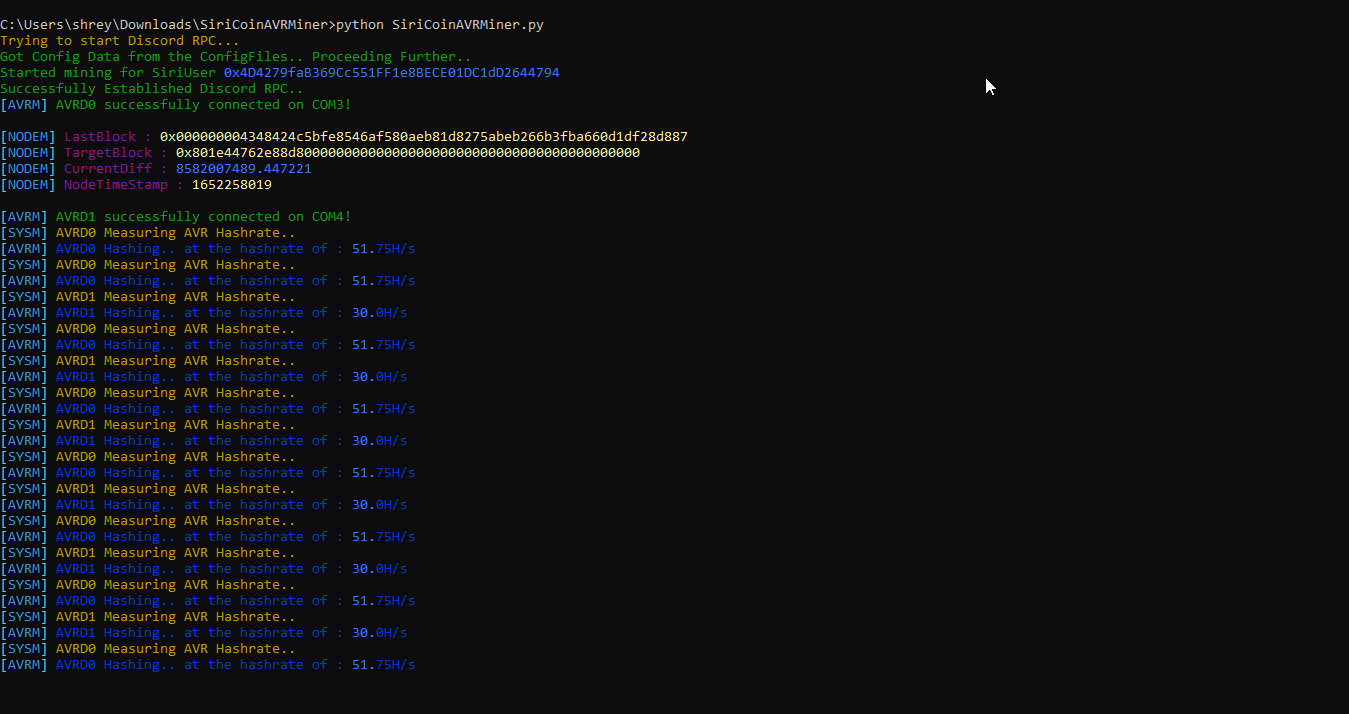 C:\Users\shrey\Downloads\SiriCoinAVRMiner>python SiriCoinAVRMiner.py
Trying to start Discord RPC...
Got Config Data from the ConfigFiles.. Proceeding Further..
Started mining for SiriUser 0x4D4279faB369Cc551FF1e8BECE01DC1dD2644794
Successfully Established Discord RPC..
[AVRM] AVRD0 successfully connected on COM3!
[NODEM] LastBlock : 0x000000004348424c5bfe8546af580aeb81d8275abeb266b3fba660d1df28d887
[NODEM] TargetBlock : 0x801e44762e88d800000000000000000000000000000000000000000000
[NODEM] CurrentDiff : 8582007489.447221
[NODEM] NodeTimeStamp : 1652258019
[AVRM] AVRD1 successfully connected on COM4!
[SYSM] AVRD0 Measuring AVR Hashrate..
[AVRM] AVRD0 Hashing.. at the hashrate of : 51.75H/s
[SYSM] AVRD0 Measuring AVR Hashrate..
[AVRM] AVRD0 Hashing.. at the hashrate of : 51.75H/s
[SYSM] AVRD1 Measuring AVR Hashrate..
[AVRM] AVRD1 Hashing.. at the hashrate of : 30.0H/s
[SYSM] AVRD0 Measuring AVR Hashrate..
[AVRM] AVRD0 Hashing.. at the hashrate of : 51.75H/s
[SYSM] AVRD1 Measuring AVR Hashrate..
[AVRM] AVRD1 Hashing.. at the hashrate of : 30.0H/s
[SYSM] AVRD0 Measuring AVR Hashrate..
[AVRM] AVRD0 Hashing.. at the hashrate of : 51.75H/s
[SYSM] AVRD1 Measuring AVR Hashrate..
[AVRM] AVRD1 Hashing.. at the hashrate of : 30.0H/s
[SYSM] AVRD0 Measuring AVR Hashrate..
[AVRM] AVRD0 Hashing.. at the hashrate of : 51.75H/s
[SYSM] AVRD1 Measuring AVR Hashrate..
[AVRM] AVRD1 Hashing.. at the hashrate of : 30.0H/s
[SYSM] AVRD0 Measuring AVR Hashrate..
[AVRM] AVRD0 Hashing.. at the hashrate of : 51.75H/s
[SYSM] AVRD1 Measuring AVR Hashrate..
[AVRM] AVRD1 Hashing.. at the hashrate of : 30.0H/s
[SYSM] AVRD0 Measuring AVR Hashrate..
[AVRM] AVRD0 Hashing.. at the hashrate of : 51.75H/s
[SYSM] AVRD1 Measuring AVR Hashrate..
[AVRM] AVRD1 Hashing.. at the hashrate of : 30.0H/s
[SYSM] AVRD0 Measuring AVR Hashrate..
[AVRM] AVRD0 Hashing.. at the hashrate of : 51.75H/s